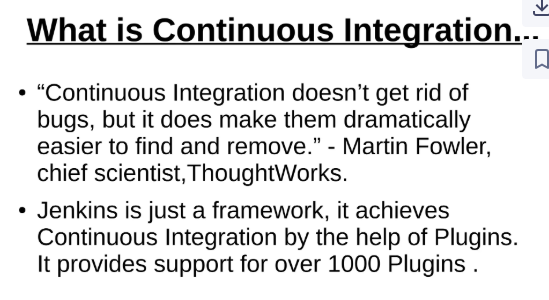 What is Continuous Integration...
• “Continuous Integration doesn’t get rid of
bugs, but it does make them dramatically
easier to find and remove.” - Martin Fowler,
chief scientist,ThoughtWorks.
• Jenkins is just a framework, it achieves
Continuous Integration by the help of Plugins.
It provides support for over 1000 Plugins .